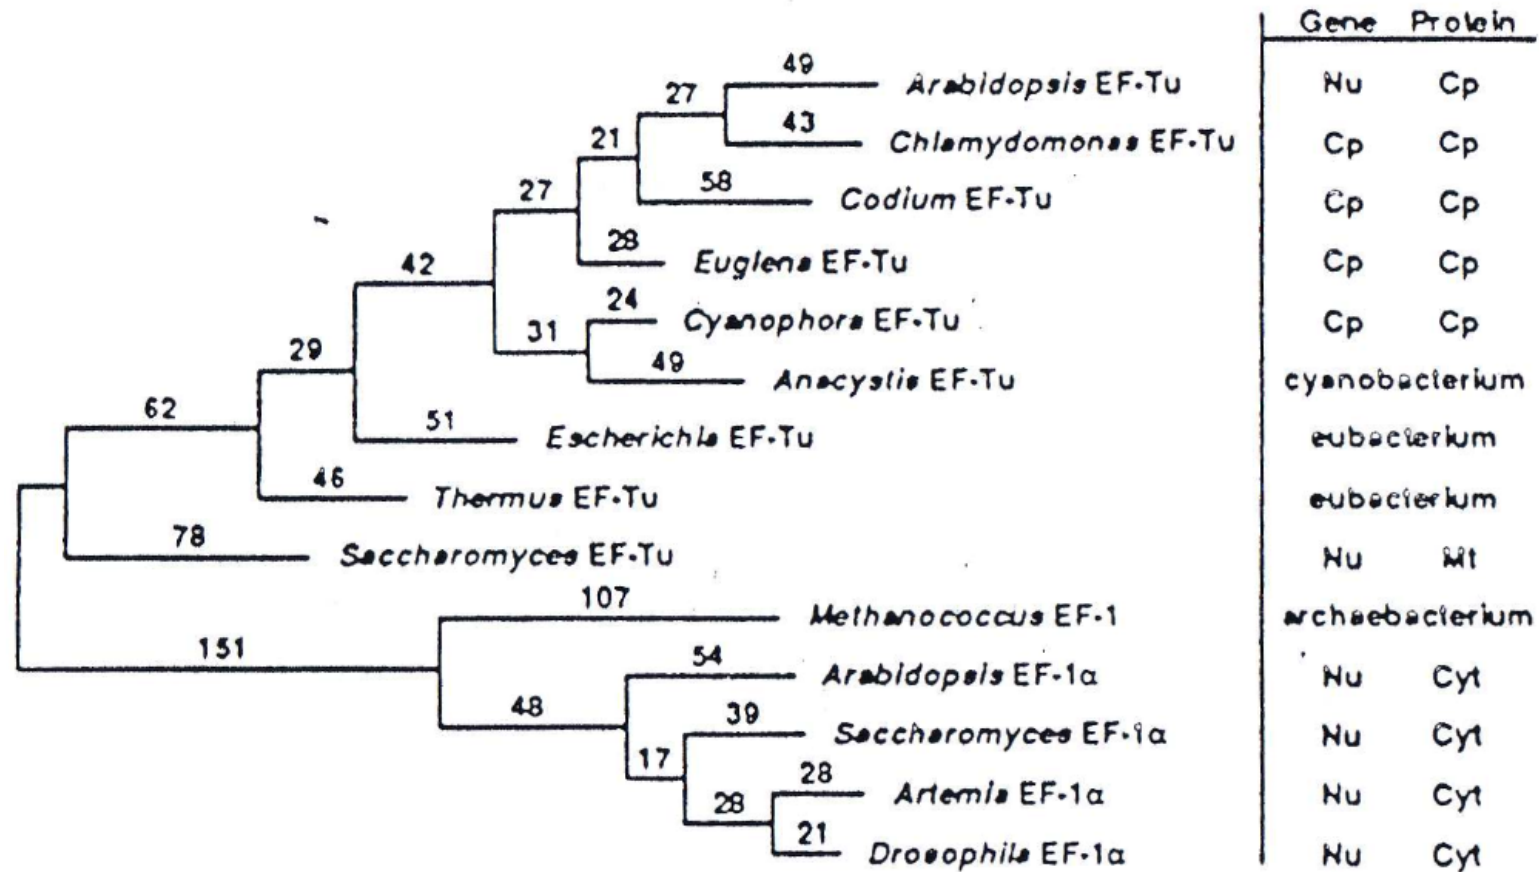 Gene Protein
49
Arabidopsis EF-Tu Nu Cp
27
43
Chlamydomonas EF-Tu Cp Cp
21
58
Codium EF-Tu Cp Cp
27
28
Euglena EF-Tu Cp Cp
42
24
Cyanophora EF-Tu Cp Cp
31
49
Anacystis EF-Tu cyanobacterium
29
51
Escherichia EF-Tu eubacterium
62
46
Thermus EF-Tu eubacterium
78
Saccharomyces EF-Tu Nu Mt
107
Methanococcus EF-1 archaebacterium
151
54
Arabidopsis EF-1α Nu Cyt
48
39
Saccharomyces EF-1α Nu Cyt
17
28
Artemia EF-1α Nu Cyt
28
21
Drosophila EF-1α Nu Cyt